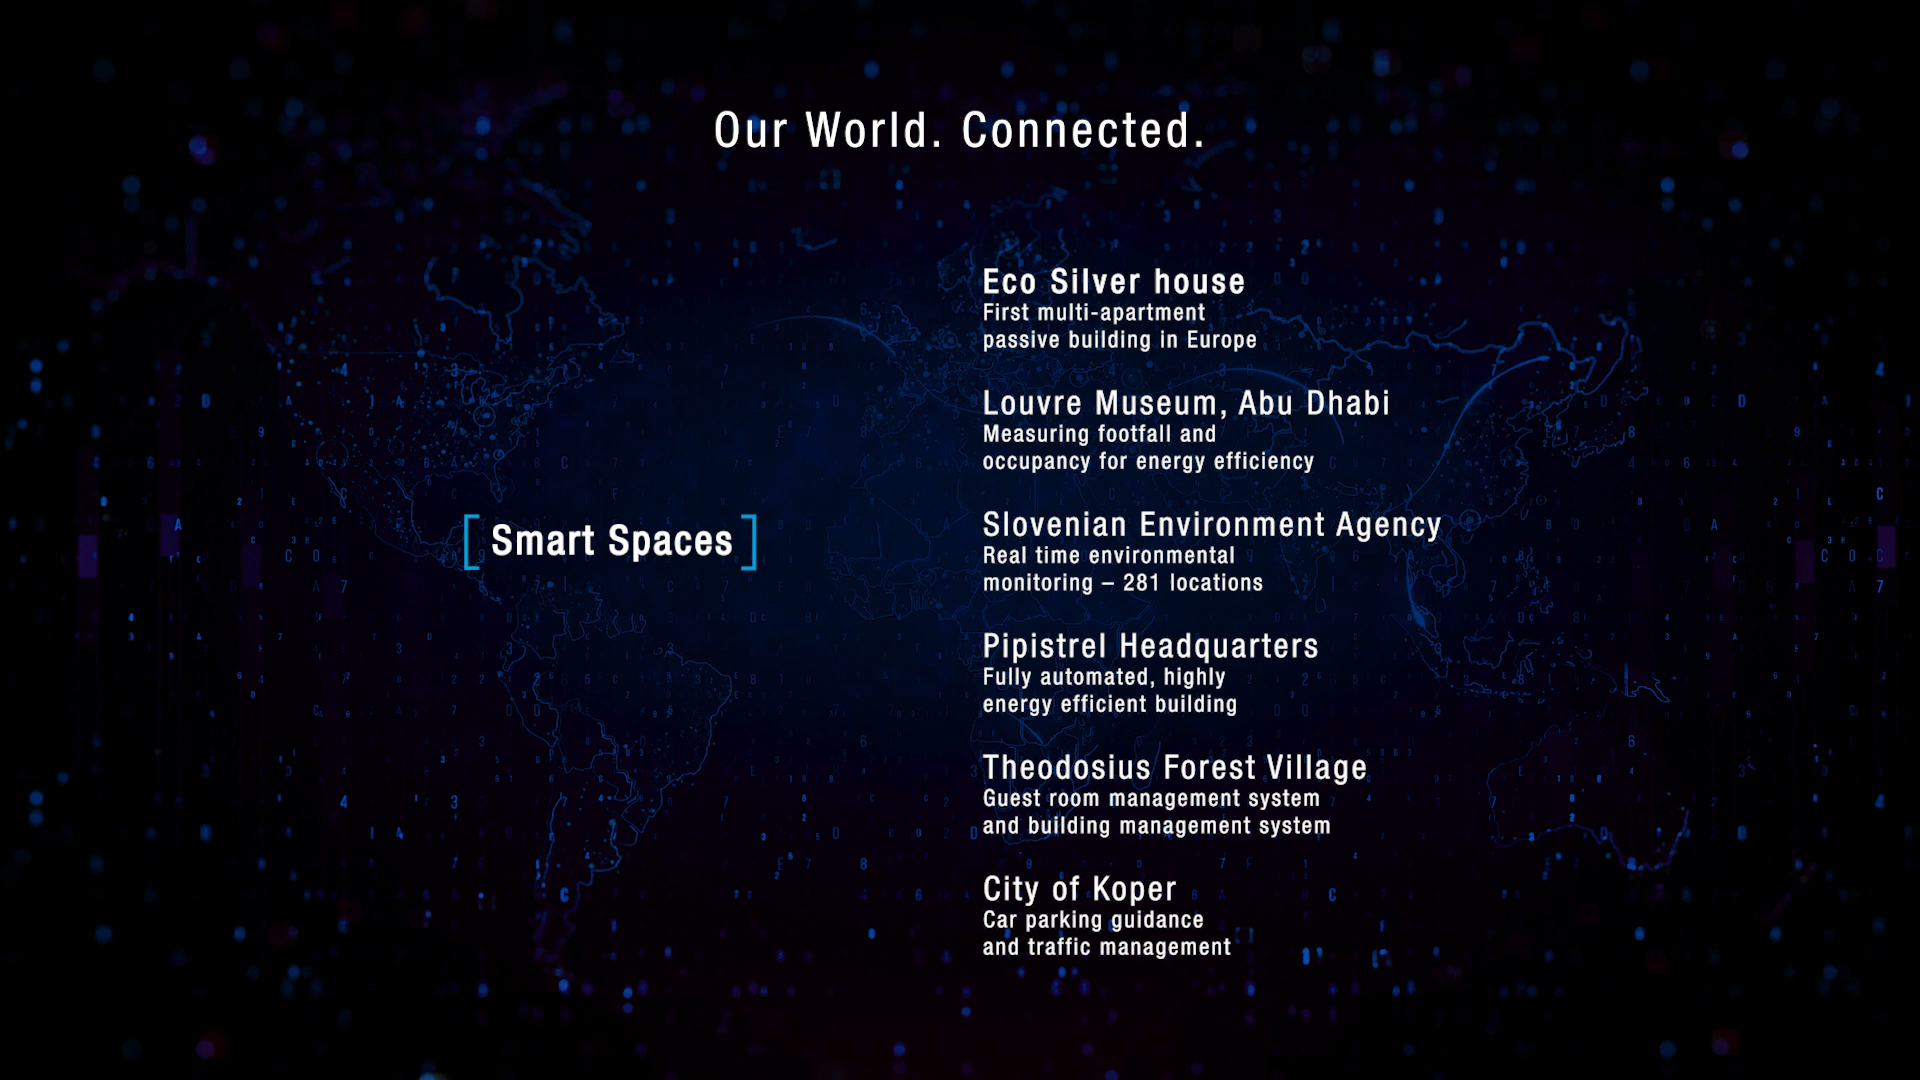 Our World. Connected.
[Smart Spaces]
Eco Silver house
First multi-apartment
passive building in Europe
Louvre Museum, Abu Dhabi
Measuring footfall and
occupancy for energy efficiency
Slovenian Environment Agency
Real time environmental
monitoring – 281 locations
Pipistrel Headquarters
Fully automated, highly
energy efficient building
Theodosius Forest Village
Guest room management system
and building management system
City of Koper
Car parking guidance
and traffic management